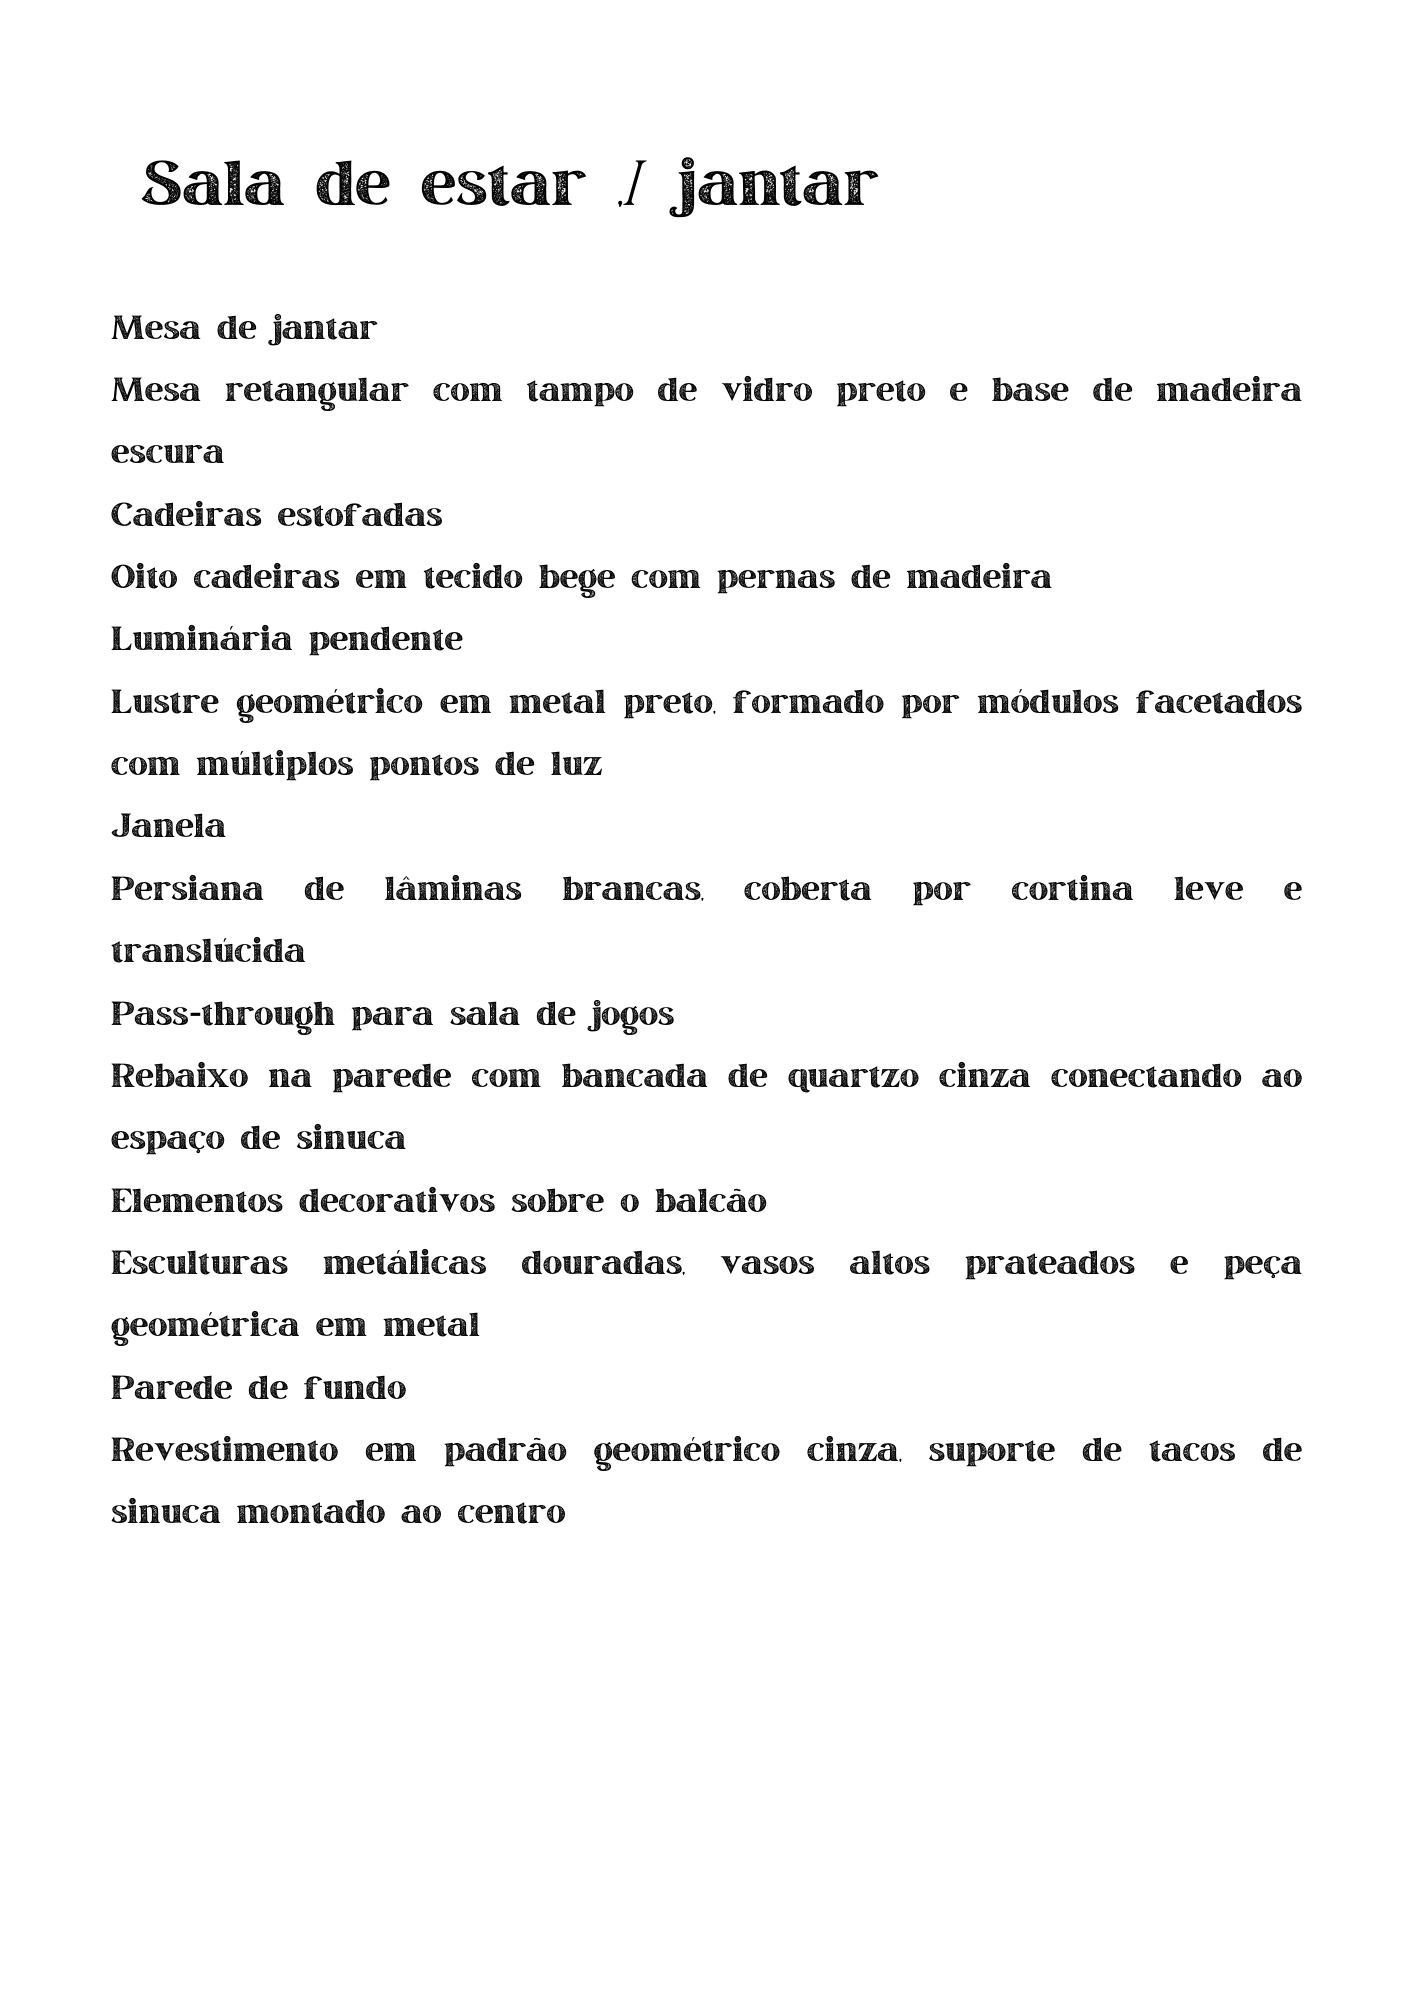 Sala de estar ./ jantar
Mesa de jantar
Mesa retangular com tampo de vidro preto e base de madeira
escura
Cadeiras estofadas
Oito cadeiras em tecido bege com pernas de madeira
Luminária pendente
Lustre geométrico em metal preto, formado por módulos facetados
com múltiplos pontos de luz
Janela
Persiana de lâminas brancas, coberta por cortina leve e
translúcida
Pass-through para sala de jogos
Rebaixo na parede com bancada de quartzo cinza conectando ao
espaço de sinuca
Elementos decorativos sobre o balcão
Esculturas metálicas douradas, vasos altos prateados e peça
geométrica em metal
Parede de fundo
Revestimento em padrão geométrico cinza, suporte de tacos de
sinuca montado ao centro